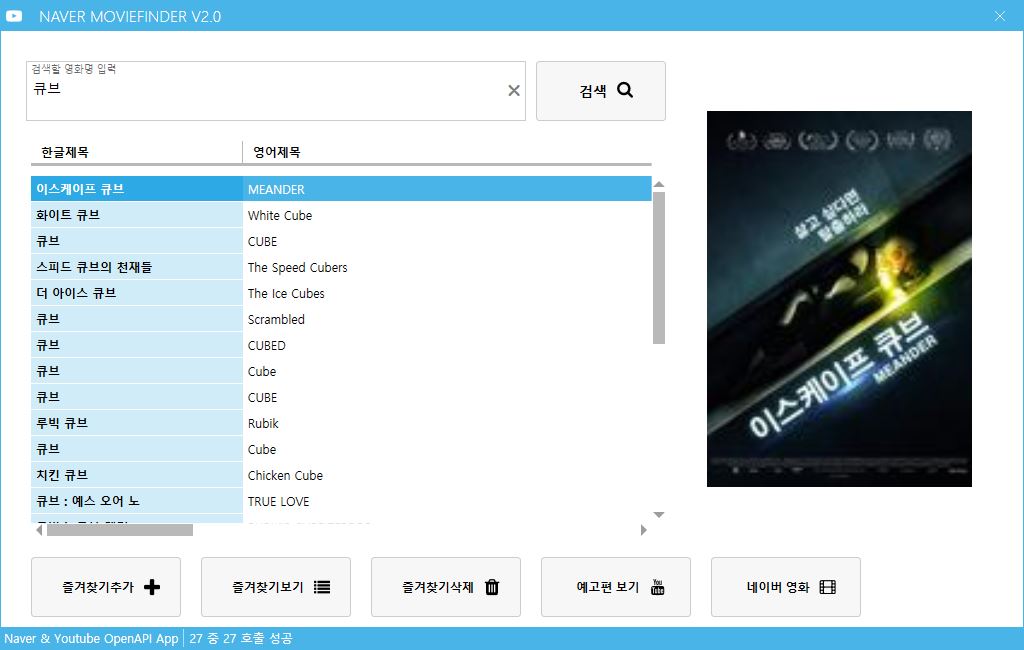 NAVER MOVIEFINDER V2.0
검색할 영화명 입력
큐브
검색
한글제목 영어제목
이스케이프 큐브 MEANDER
화이트 큐브 White Cube
큐브 CUBE
스피드 큐브의 천재들 The Speed Cubers
더 아이스 큐브 The Ice Cubes
큐브 Scrambled
큐브 CUBED
큐브 Cube
큐브 CUBE
루빅 큐브 Rubik
큐브 Cube
치킨 큐브 Chicken Cube
큐브 : 예스 오어 노 TRUE LOVE
살고 싶다면
탈출하라
이스케이프 큐브
MEANDER
즐겨찾기추가
즐겨찾기보기
즐겨찾기삭제
예고편 보기 You Tube
네이버 영화
Naver & Youtube OpenAPI App 27 중 27 호출 성공